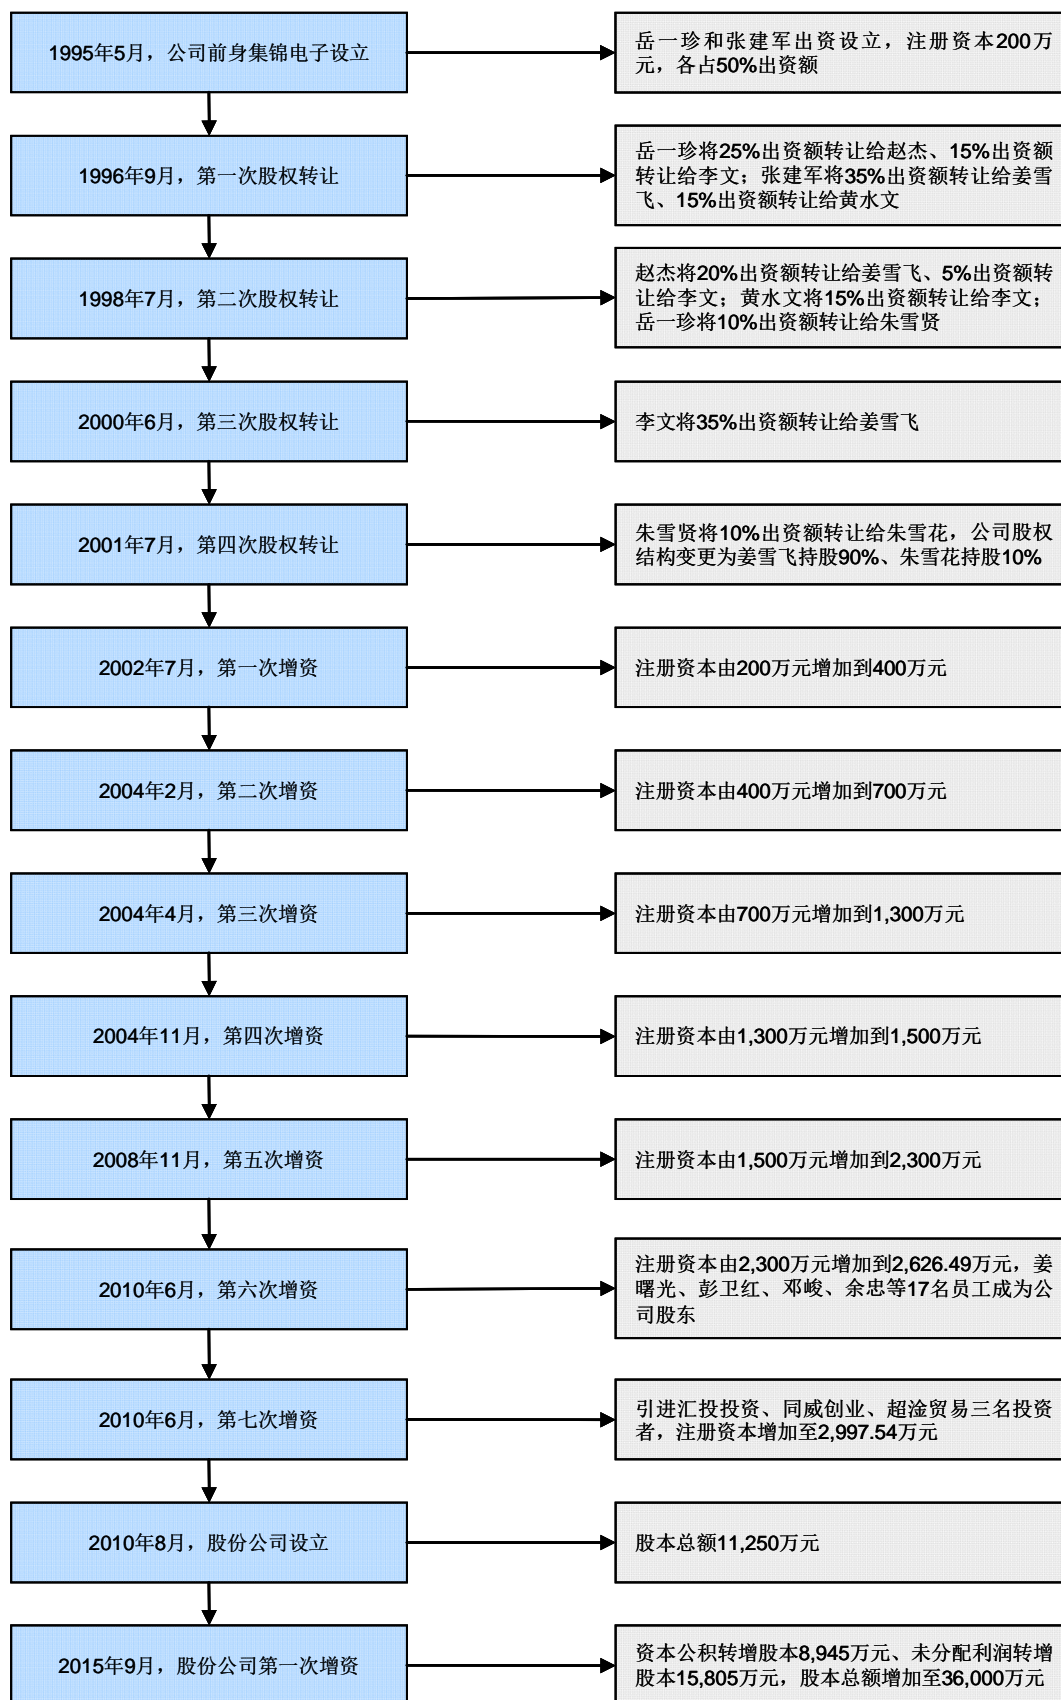 1995年5月，公司前身集锦电子设立
岳一珍和张建军出资设立，注册资本200万
元，各占50%出资额
1996年9月，第一次股权转让
岳一珍将25%出资额转让给赵杰、15%出资额
转让给李文；张建军将35%出资额转让给姜雪
飞、15%出资额转让给黄水文
1998年7月，第二次股权转让
赵杰将20%出资额转让给姜雪飞、5%出资额转
让给李文；黄水文将15%出资额转让给李文；
岳一珍将10%出资额转让给朱雪贤
2000年6月，第三次股权转让
李文将35%出资额转让给姜雪飞
2001年7月，第四次股权转让
朱雪贤将10%出资额转让给朱雪花，公司股权
结构变更为姜雪飞持股90%、朱雪花持股10%
2002年7月，第一次增资
注册资本由200万元增加到400万元
2004年2月，第二次增资
注册资本由400万元增加到700万元
2004年4月，第三次增资
注册资本由700万元增加到1,300万元
2004年11月，第四次增资
注册资本由1,300万元增加到1,500万元
2008年11月，第五次增资
注册资本由1,500万元增加到2,300万元
2010年6月，第六次增资
注册资本由2,300万元增加到2,626.49万元，姜
曙光、彭卫红、邓峻、余忠等17名员工成为公
司股东
2010年6月，第七次增资
引进汇投投资、同威创业、超淦贸易三名投资
者，注册资本增加至2,997.54万元
2010年8月，股份公司设立
股本总额11,250万元
2015年9月，股份公司第一次增资
资本公积转增股本8,945万元、未分配利润转增
股本15,805万元，股本总额增加至36,000万元